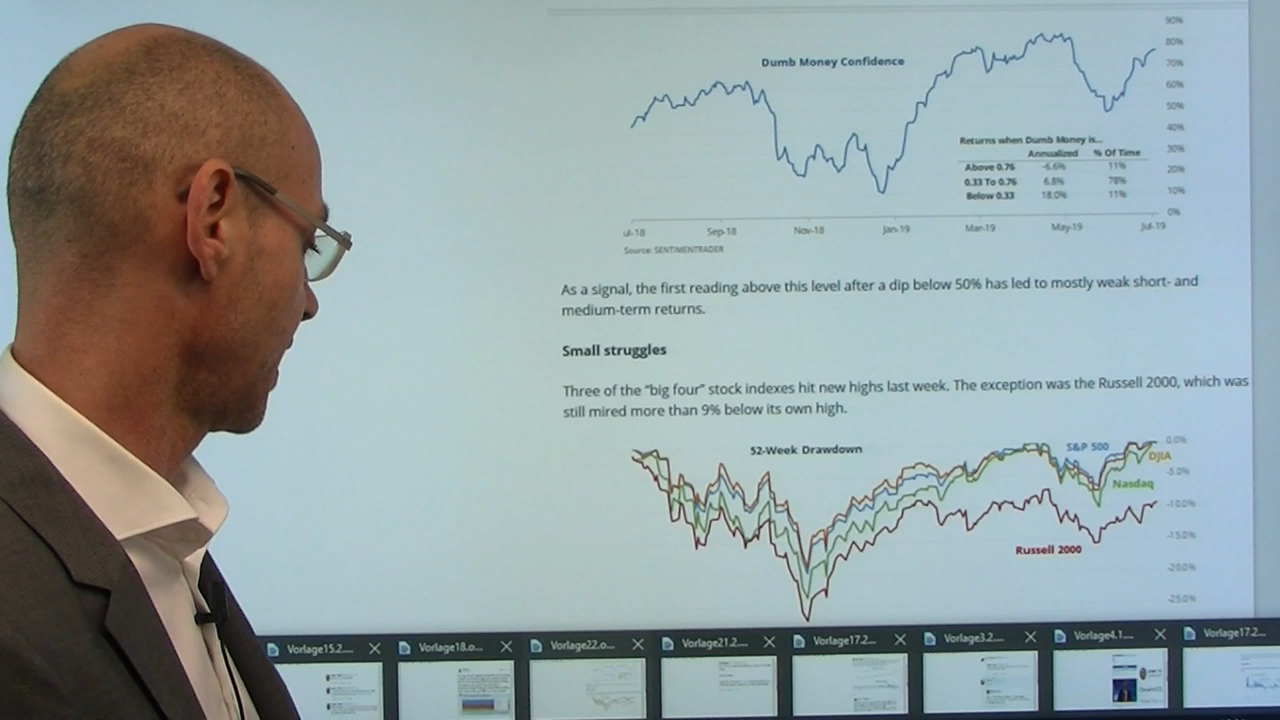 90%
Dumb Money Confidence
80%
70%
60%
50%
40%
Returns when Dumb Money is...
30%
Annualized % Of Time
Above 0.76 -6.6% 11%
20%
0.33 To 0.76 6.8% 78%
10%
Below 0.33 18.0% 11%
0%
ul-18 Sep-18 Nov-18 Jan-19 Mar-19 May-19 Jul-19
Source: SENTIMENTRADER
As a signal, the first reading above this level after a dip below 50% has led to mostly weak short- and
medium-term returns.
Small struggles
Three of the "big four" stock indexes hit new highs last week. The exception was the Russell 2000, which was
still mired more than 9% below its own high.
52-Week Drawdown
S&P 500
0.0%
DJIA
-5.0%
Nasdaq
-10.0%
-15.0%
Russell 2000
-20.0%
-25.0%
Vorlage15.2.... Vorlage18.o... Vorlage22.o... Vorlage21.2.... Vorlage17.2.... Vorlage3.2.... Vorlage4.1.... Vorlage17.2...